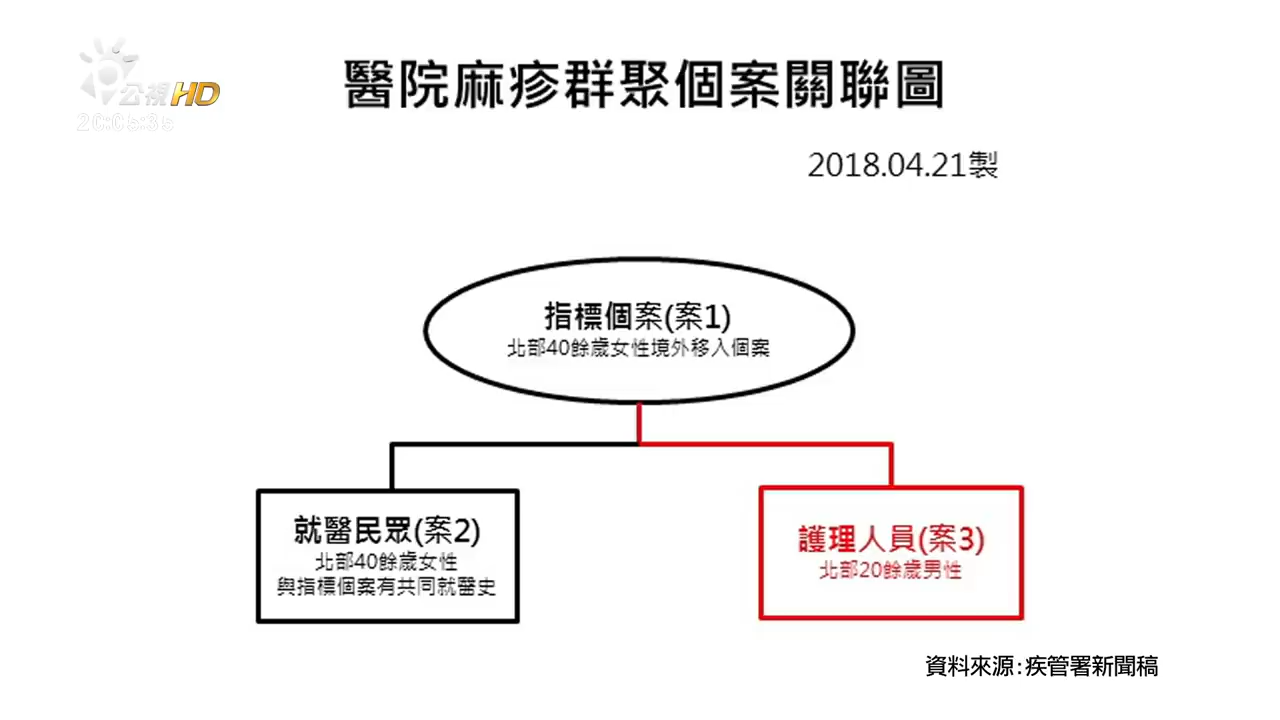 公視HD
20:05:35
醫院麻疹群聚個案關聯圖
2018.04.21製
指標個案(案1)
北部40餘歲女性境外移入個案
就醫民眾(案2)
北部40餘歲女性
與指標個案有共同就醫史
護理人員(案3)
北部20餘歲男性
資料來源:疾管署新聞稿